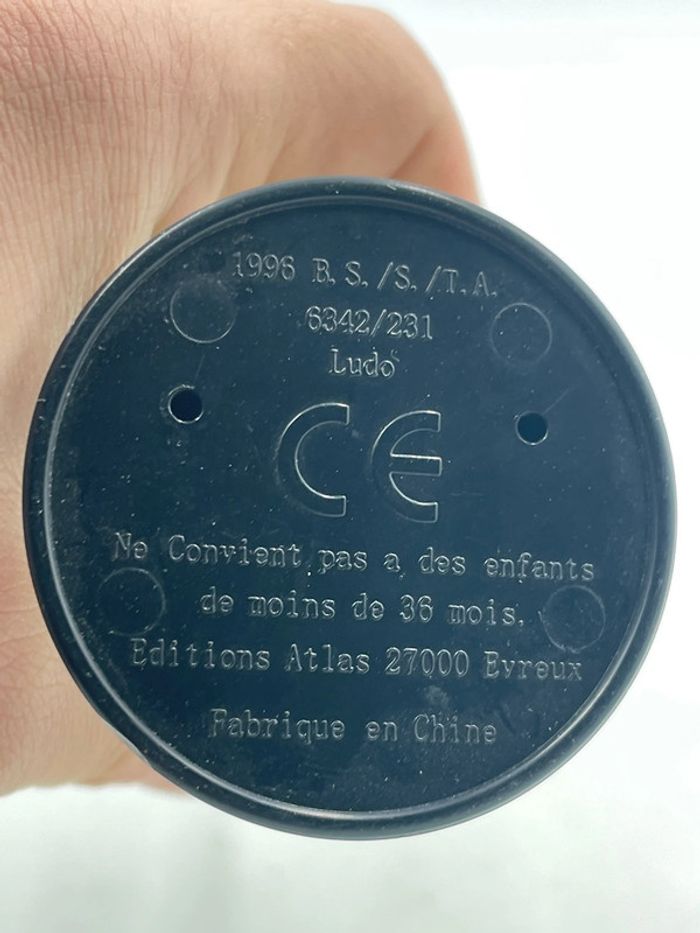 1996 B.S./S./T.A.
6342/231
Ludo
CE
Ne Convient pas a des enfants
de moins de 36 mois.
Editions Atlas 27000 Evreux
Fabrique en Chine